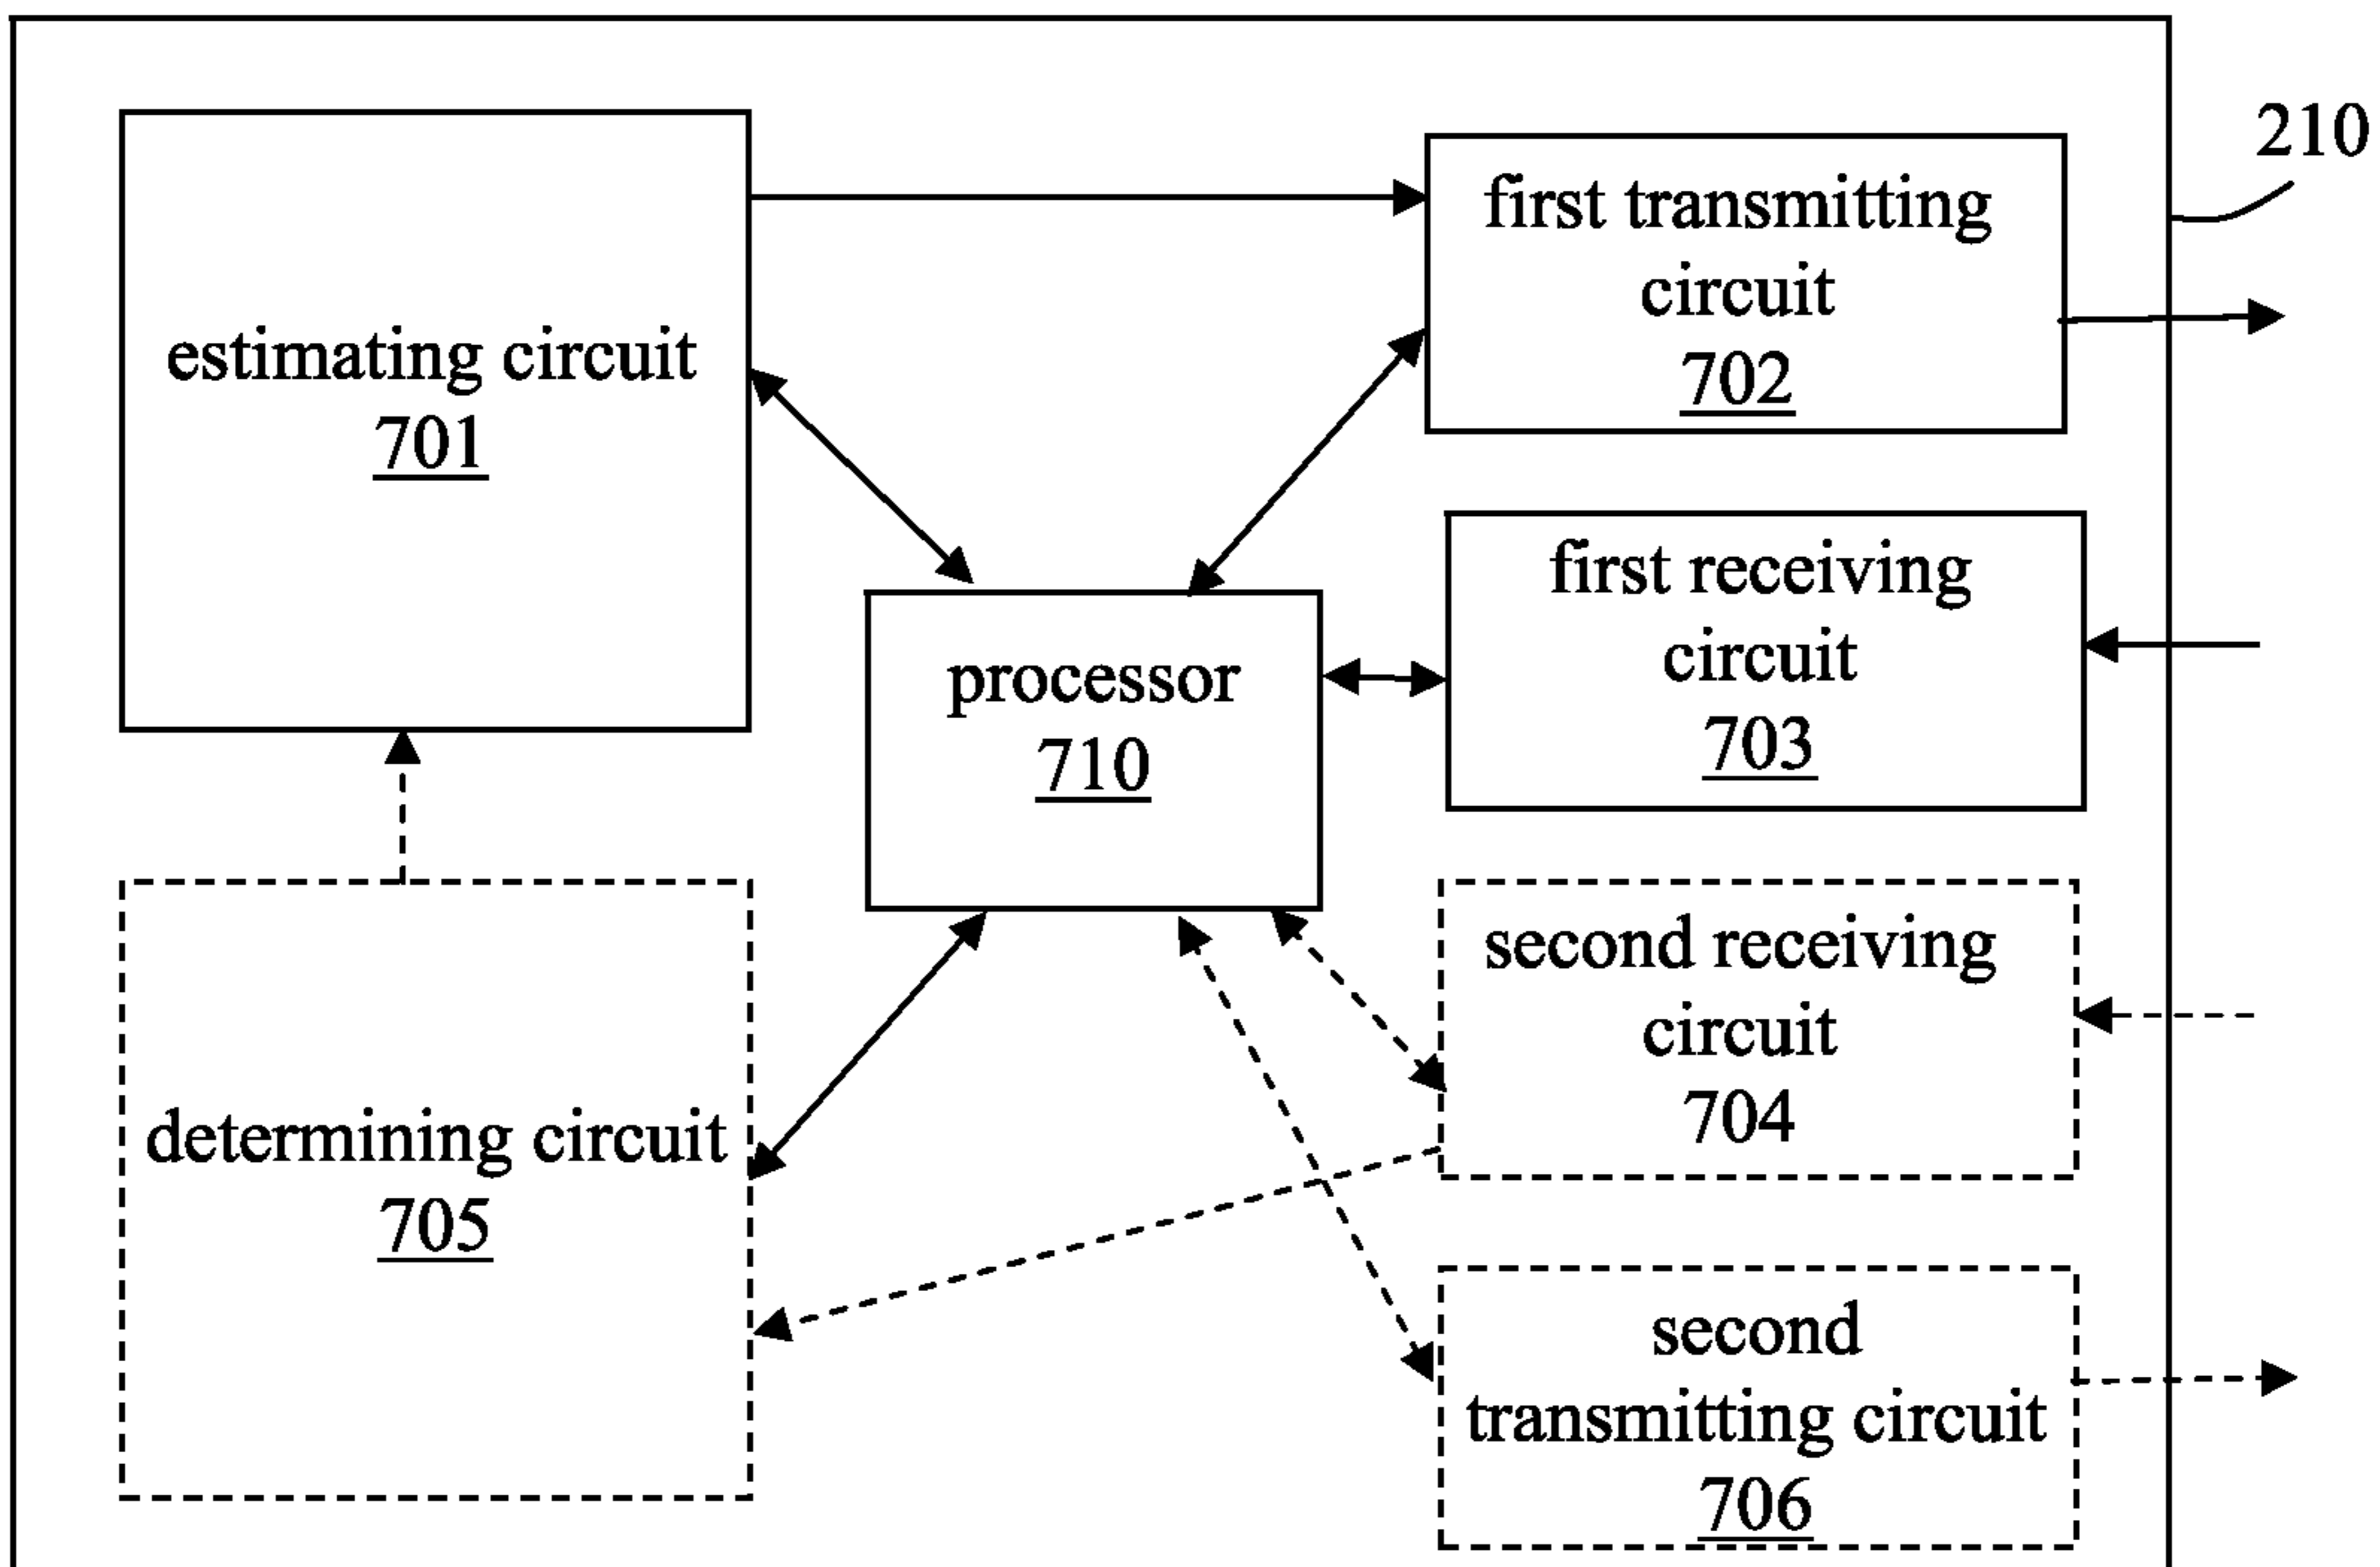 210
estimating circuit
701
first transmitting
circuit
702
first receiving
circuit
703
processor
710
second receiving
circuit
704
determining circuit
705
second
transmitting circuit
706